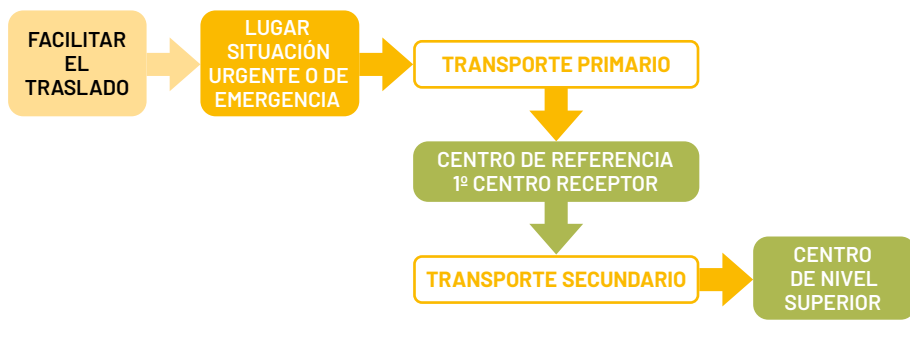 FACILITAR
EL
TRASLADO
LUGAR
SITUACIÓN
URGENTE O DE
EMERGENCIA
TRANSPORTE PRIMARIO
CENTRO DE REFERENCIA
1º CENTRO RECEPTOR
TRANSPORTE SECUNDARIO
CENTRO
DE NIVEL
SUPERIOR